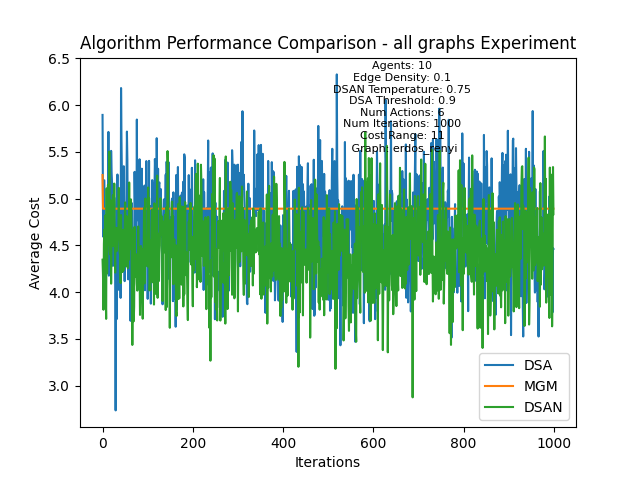 Algorithm Performance Comparison - all graphs Experiment
Agents: 10
Edge Density: 0.1
DSAN Temperature: 0.75
DSA Threshold: 0.9
Num Actions: 6
Num Iterations: 1000
Cost Range: 11
Graph: erdos_renyi
Average Cost
6.5
6.0
5.5
5.0
4.5
4.0
3.5
3.0
DSA
MGM
DSAN
0
200
400
600
800
1000
Iterations